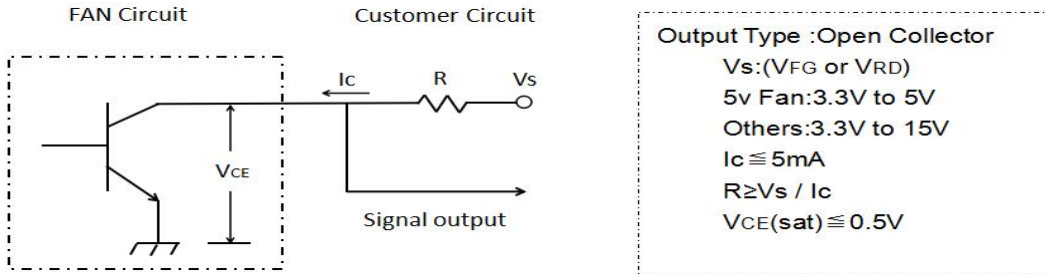 FAN Circuit
Customer Circuit
Ic
R
Vs
VCE
Signal output
Output Type :Open Collector
Vs:(VFG or VRD)
5v Fan:3.3V to 5V
Others:3.3V to 15V
Ic≦5mA
R≥Vs / Ic
VCE(sat)≦0.5V